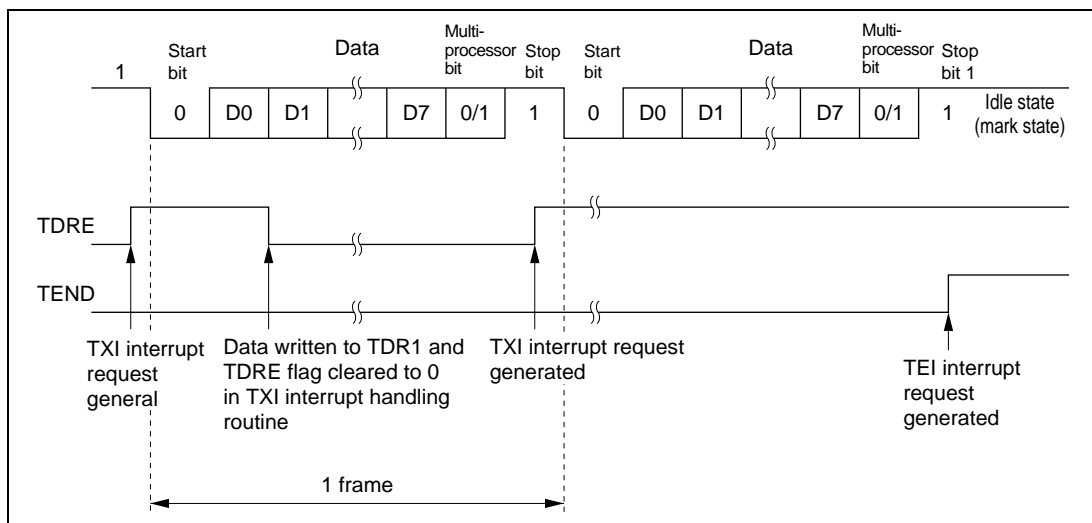 1
Start
bit
Data
Multi-
processor
bit
Stop
bit
Start
bit
Data
Multi-
processor
bit
Stop
bit 1
0 D0 D1 D7 0/1 1 0 D0 D1 D7 0/1 1
Idle state
(mark state)
TDRE
TEND
TXI interrupt
request
general
Data written to TDR1 and
TDRE flag cleared to 0
in TXI interrupt handling
routine
TXI interrupt request
generated
TEI interrupt
request
generated
1 frame